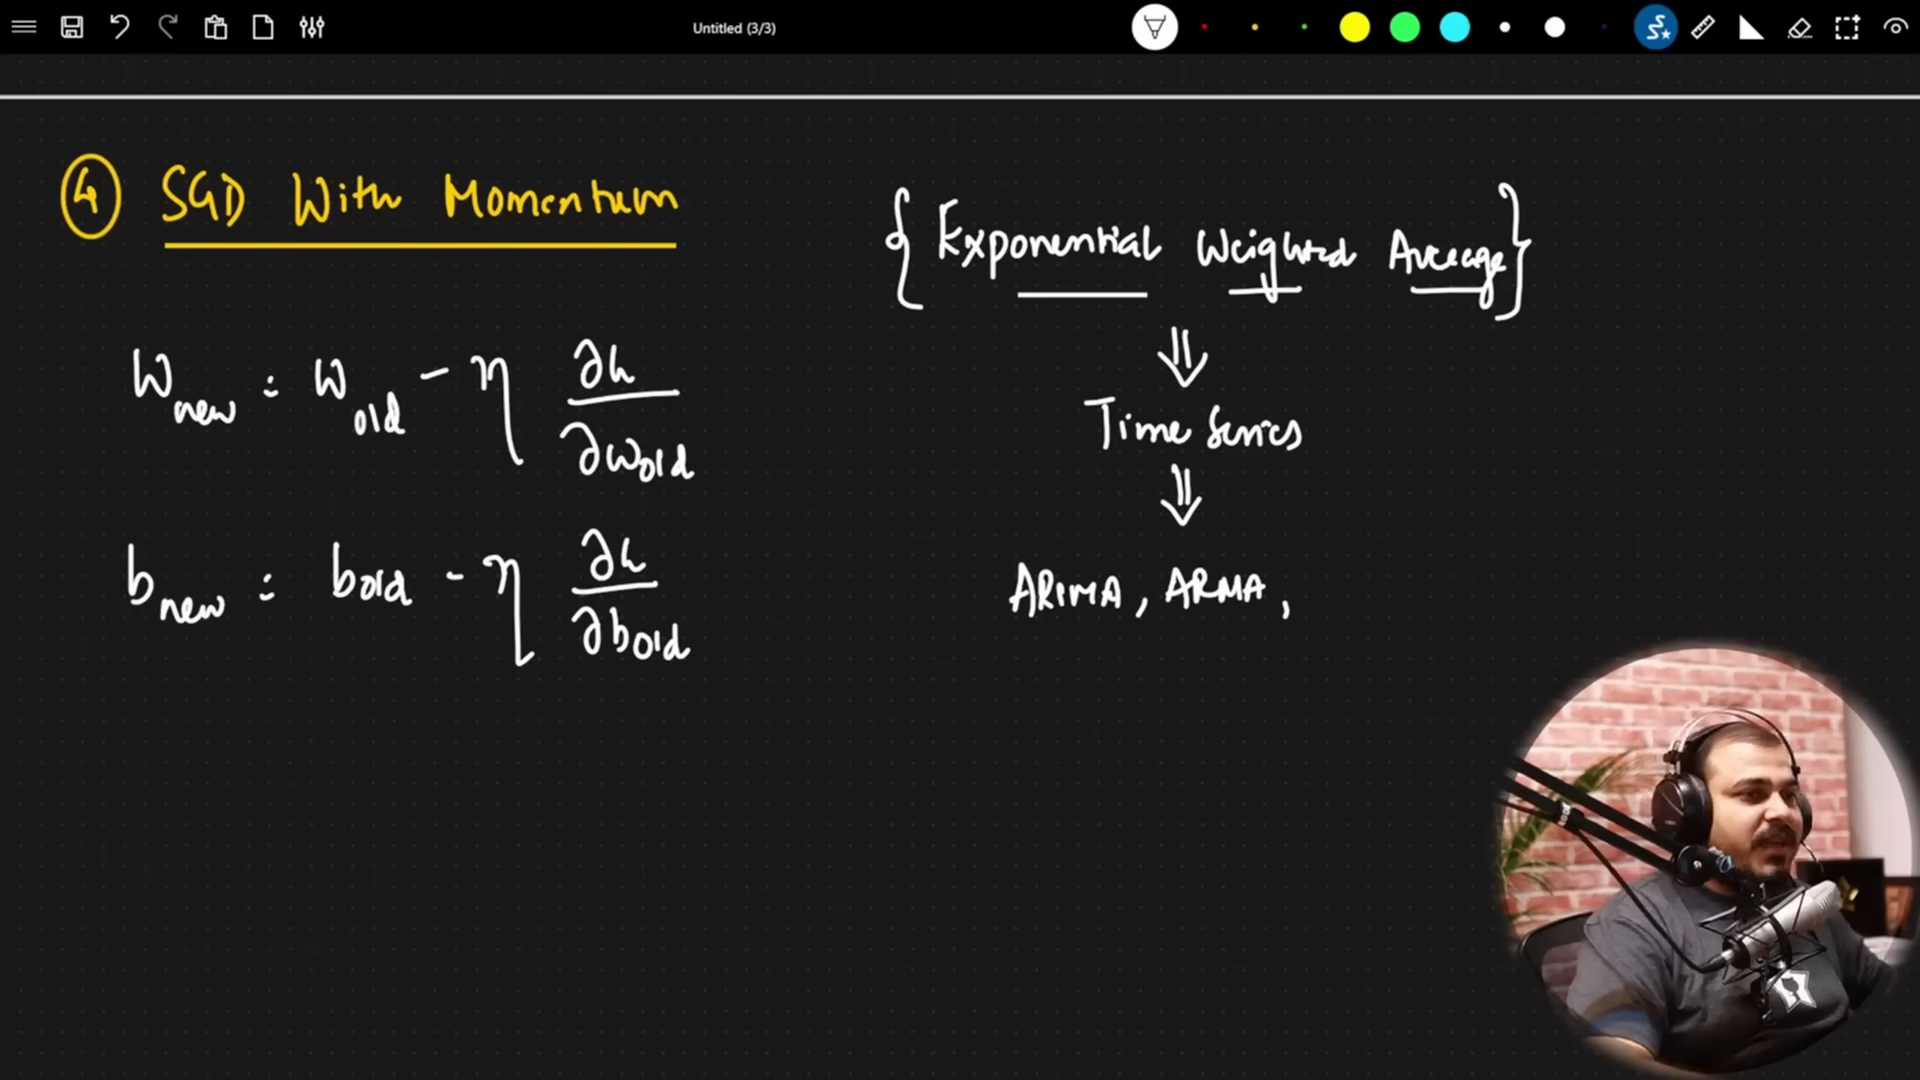 Untitled (3/3)
4 SGD With Momentum
{Exponential Weighted Average}
⇓
Time Series
⇓
ARIMA, ARMA,
W new = W old - η ∂L / ∂W old
b new = b old - η ∂L / ∂b old